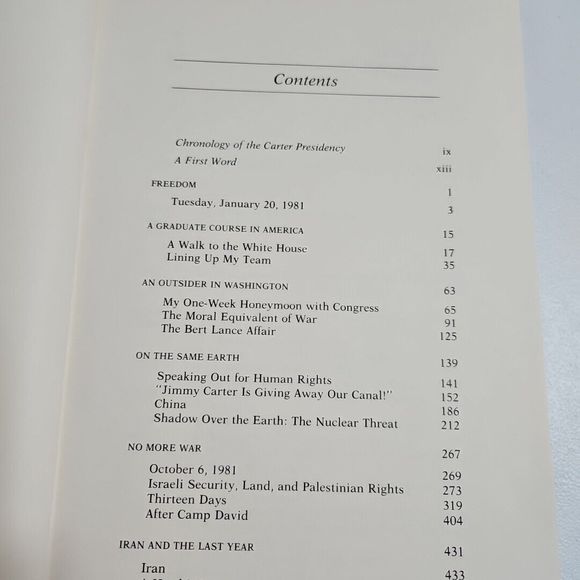 Contents
Chronology of the Carter Presidency ix
A First Word xiii
FREEDOM 1
Tuesday, January 20, 1981 3
A GRADUATE COURSE IN AMERICA 15
A Walk to the White House 17
Lining Up My Team 35
AN OUTSIDER IN WASHINGTON 63
My One-Week Honeymoon with Congress 65
The Moral Equivalent of War 91
The Bert Lance Affair 125
ON THE SAME EARTH 139
Speaking Out for Human Rights 141
"Jimmy Carter Is Giving Away Our Canal!" 152
China 186
Shadow Over the Earth: The Nuclear Threat 212
NO MORE WAR 267
October 6, 1981 269
Israeli Security, Land, and Palestinian Rights 273
Thirteen Days 319
After Camp David 404
IRAN AND THE LAST YEAR 431
Iran 433